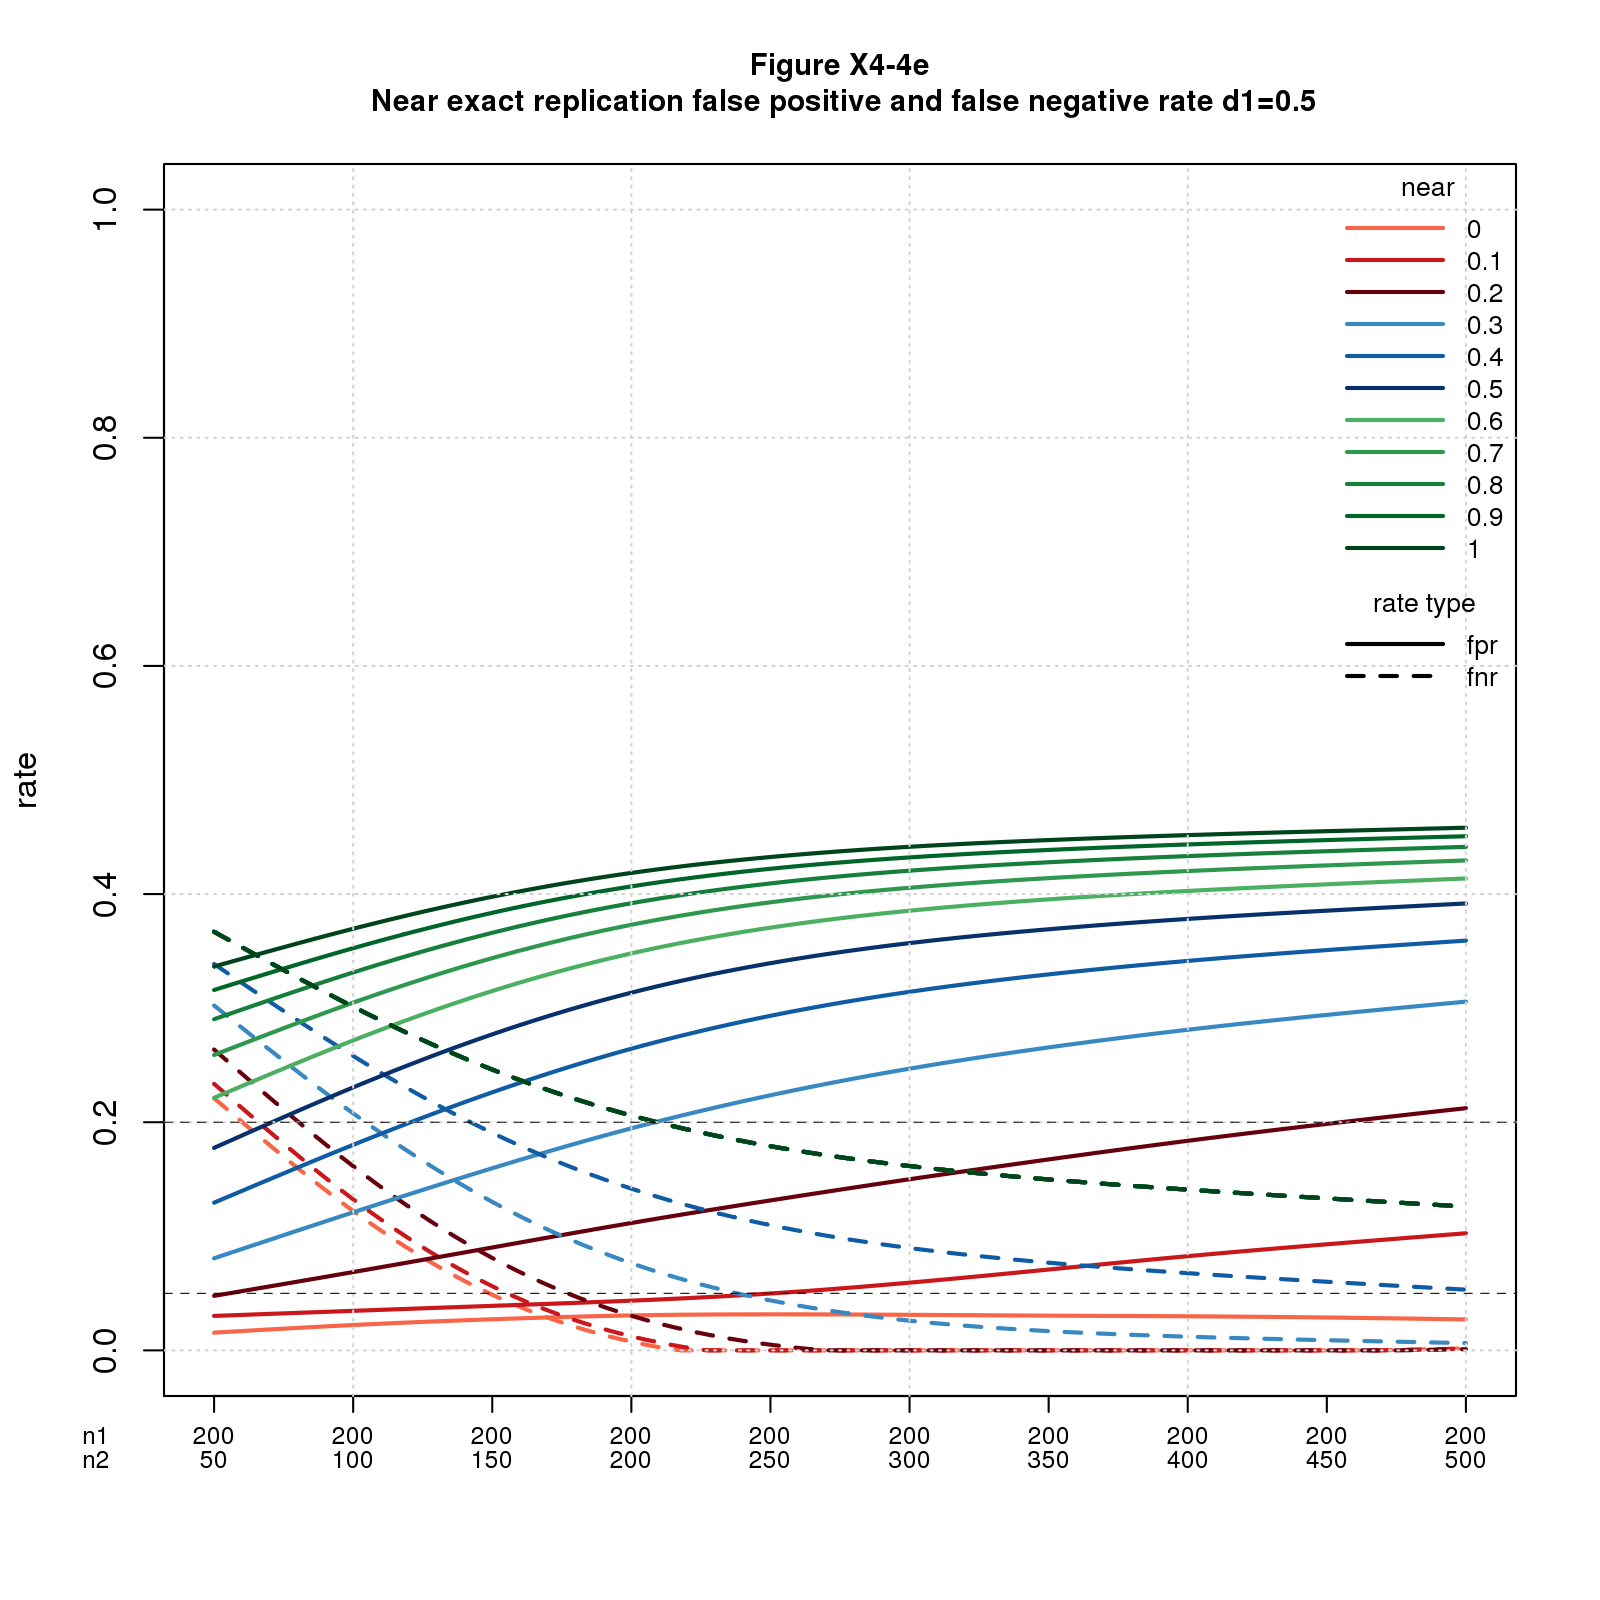 Figure X4-4e
Near exact replication false positive and false negative rate d1=0.5
near
0
0.1
0.2
0.3
0.4
0.5
0.6
0.7
0.8
0.9
1
rate type
fpr
fnr
rate
1.0
0.8
0.6
0.4
0.2
0.0
n1 200 200 200 200 200 200 200 200 200 200
n2 50 100 150 200 250 300 350 400 450 500